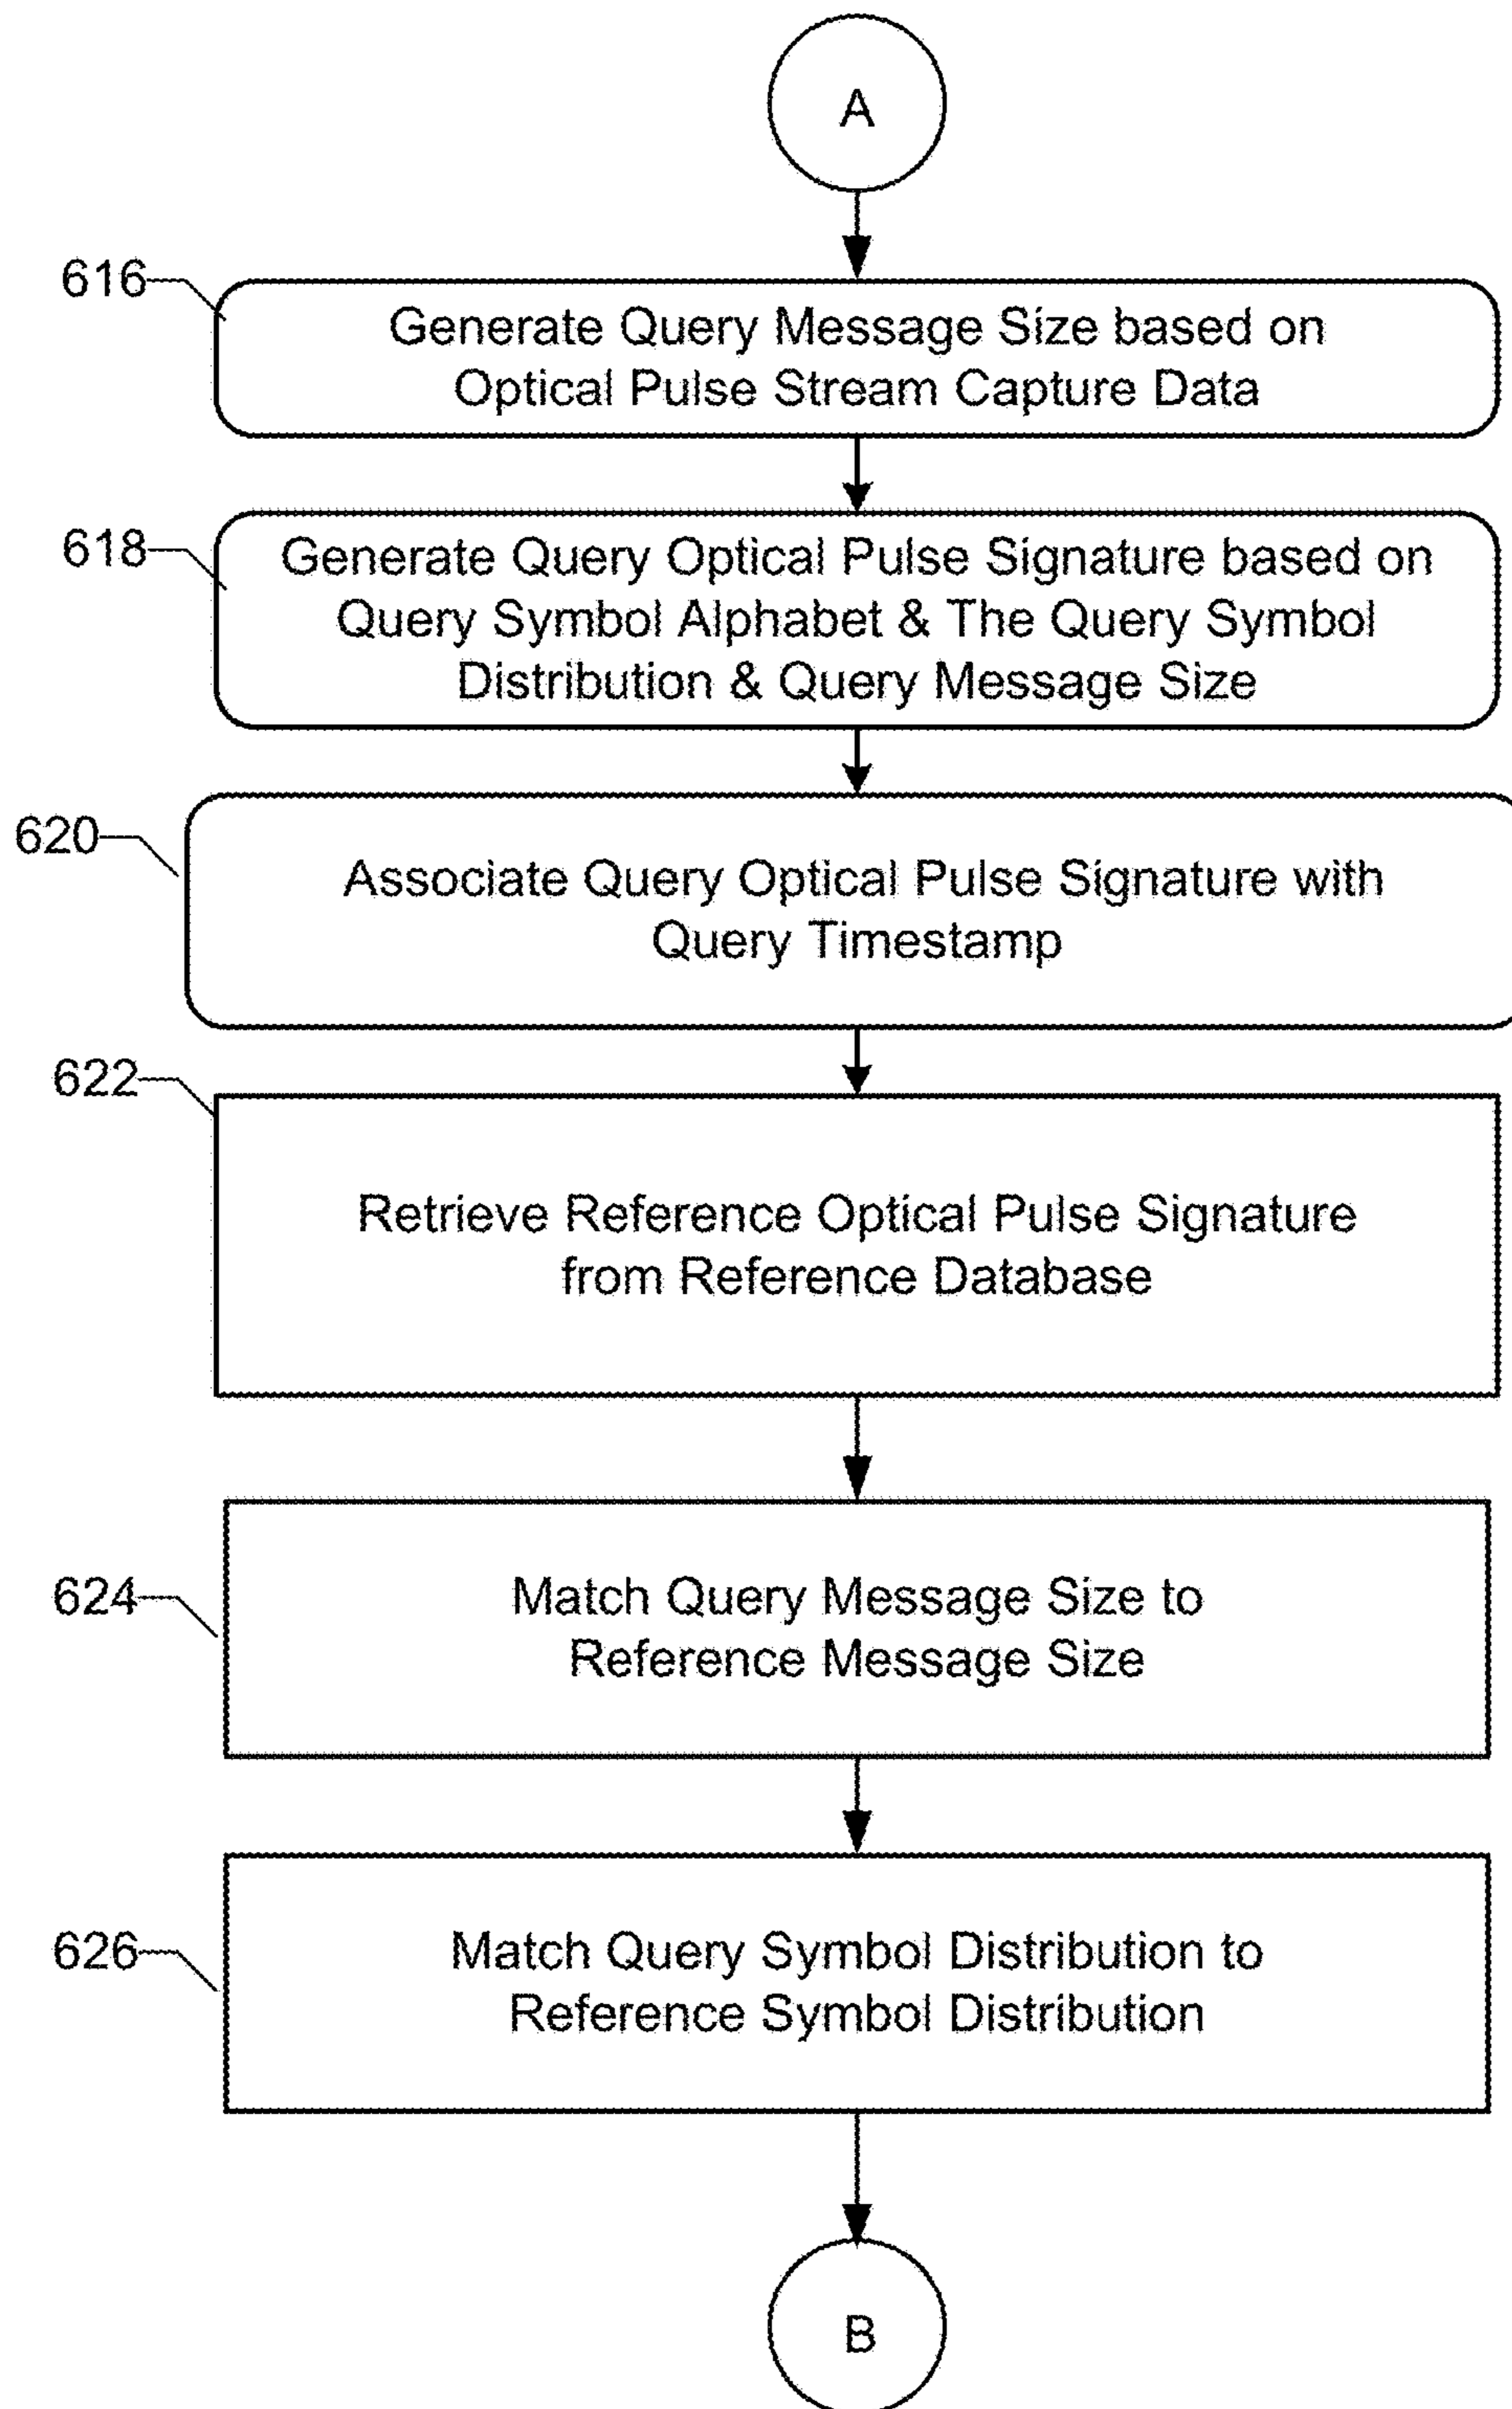 A
616
Generate Query Message Size based on
Optical Pulse Stream Capture Data
618
Generate Query Optical Pulse Signature based on
Query Symbol Alphabet & The Query Symbol
Distribution & Query Message Size
620
Associate Query Optical Pulse Signature with
Query Timestamp
622
Retrieve Reference Optical Pulse Signature
from Reference Database
624
Match Query Message Size to
Reference Message Size
626
Match Query Symbol Distribution to
Reference Symbol Distribution
B